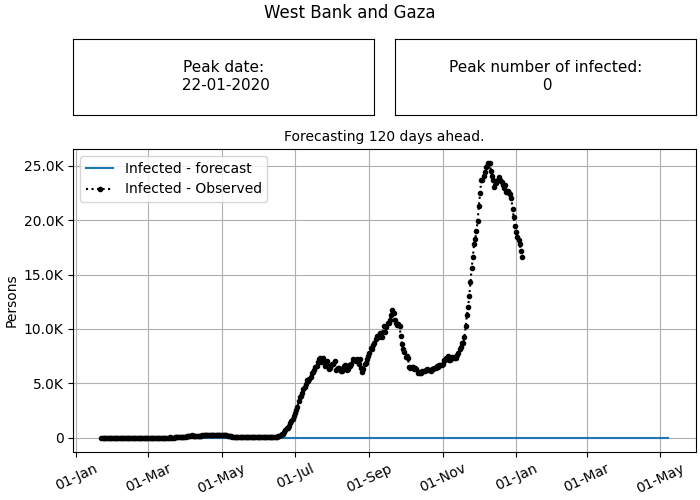 West Bank and Gaza
Peak date:
22-01-2020
Peak number of infected:
0
Forecasting 120 days ahead.
Infected - forecast
Infected - Observed
Persons
25.0K
20.0K
15.0K
10.0K
5.0K
0
01-Jan
01-Mar
01-May
01-Jul
01-Sep
01-Nov
01-Jan
01-Mar
01-May